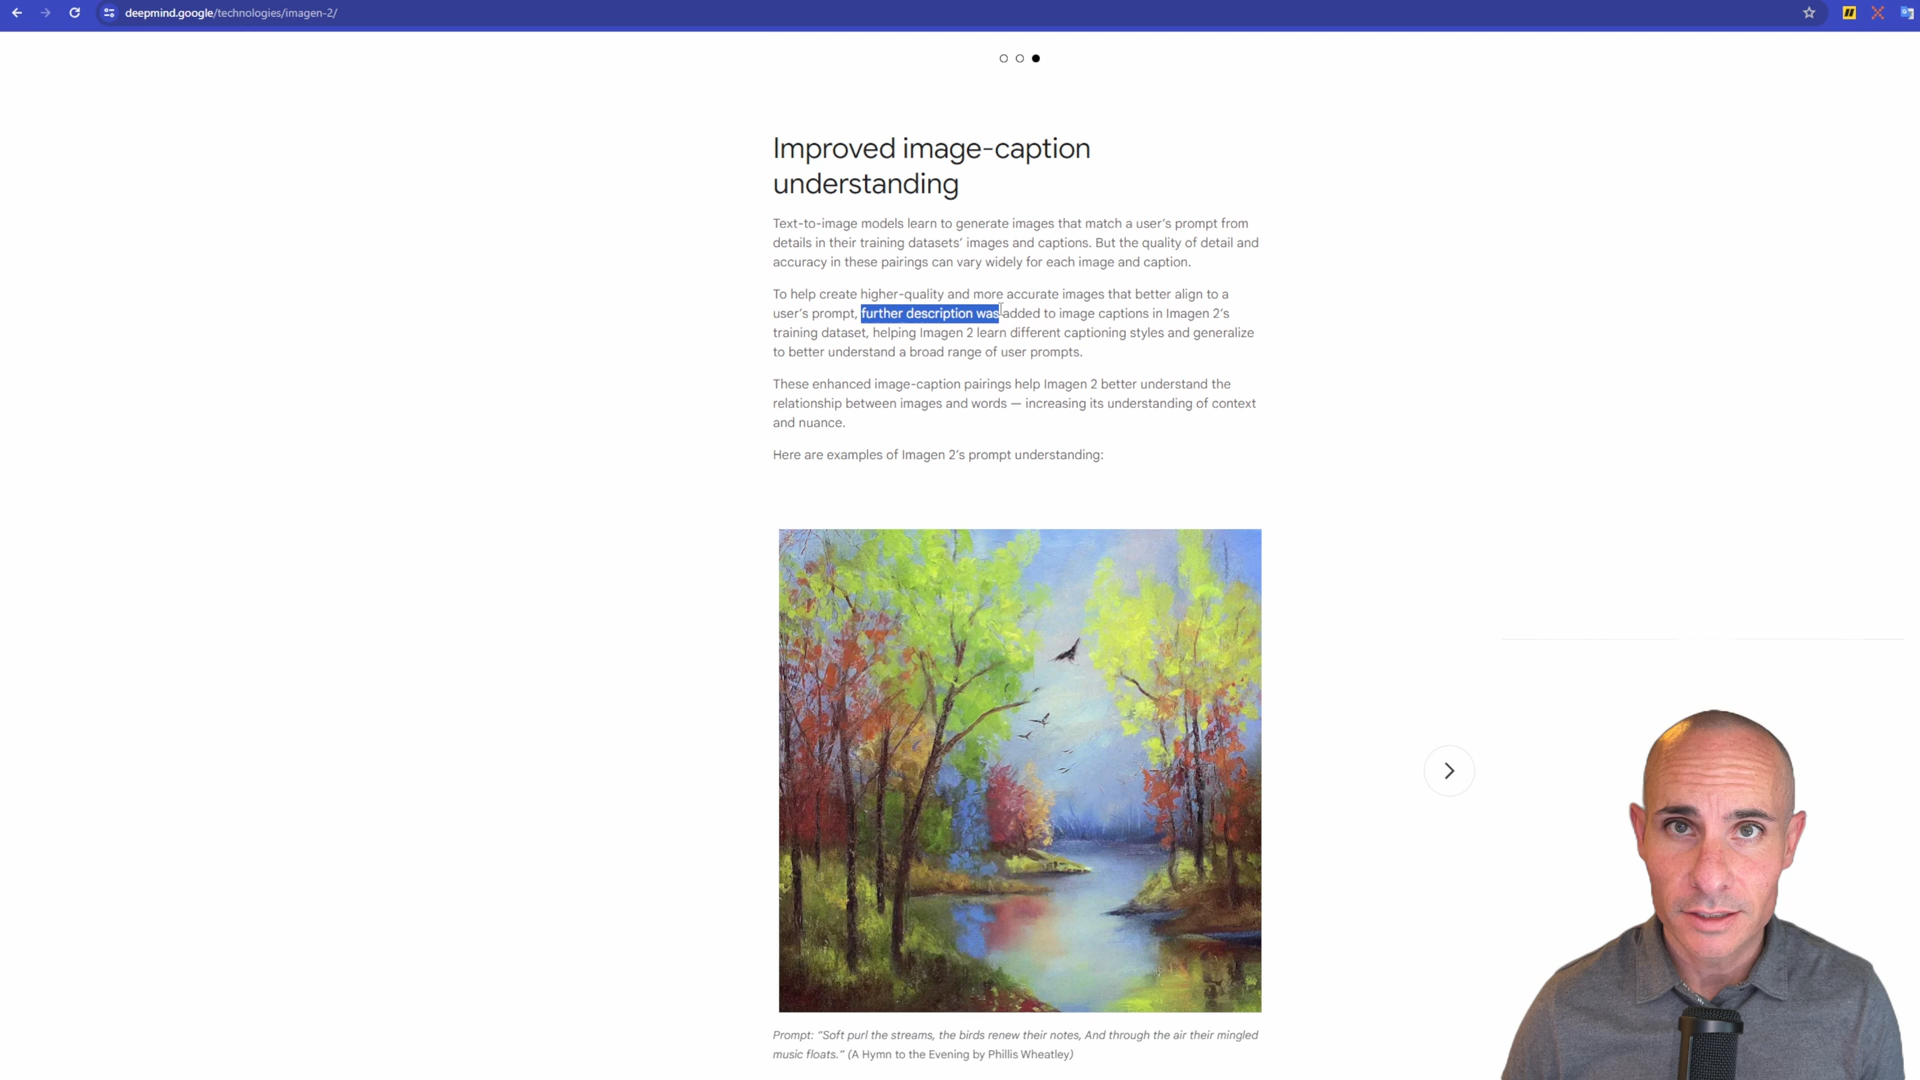 deepmind.google/technologies/imagen-2/
Improved image-caption
understanding
Text-to-image models learn to generate images that match a user’s prompt from
details in their training datasets’ images and captions. But the quality of detail and
accuracy in these pairings can vary widely for each image and caption.
To help create higher-quality and more accurate images that better align to a
user’s prompt, further description was added to image captions in Imagen 2’s
training dataset, helping Imagen 2 learn different captioning styles and generalize
to better understand a broad range of user prompts.
These enhanced image-caption pairings help Imagen 2 better understand the
relationship between images and words — increasing its understanding of context
and nuance.
Here are examples of Imagen 2’s prompt understanding:
Prompt: “Soft purl the streams, the birds renew their notes, And through the air their mingled
music floats.” (A Hymn to the Evening by Phillis Wheatley)